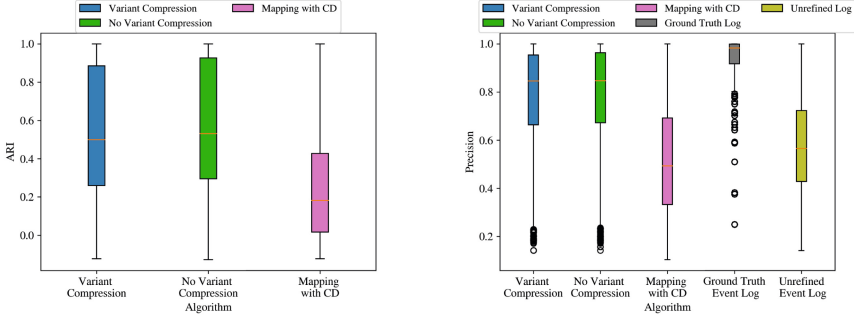 Variant Compression
Mapping with CD
No Variant Compression
1.0
0.8
0.6
0.4
0.2
0.0
ARI
Variant
Compression
No Variant
Compression
Mapping
with CD
Algorithm
Variant Compression
Mapping with CD
Unrefined Log
No Variant Compression
Ground Truth Log
1.0
0.8
0.6
0.4
0.2
Precision
Variant
Compression
No Variant
Compression
Mapping
with CD
Ground Truth
Event Log
Unrefined
Event Log
Algorithm